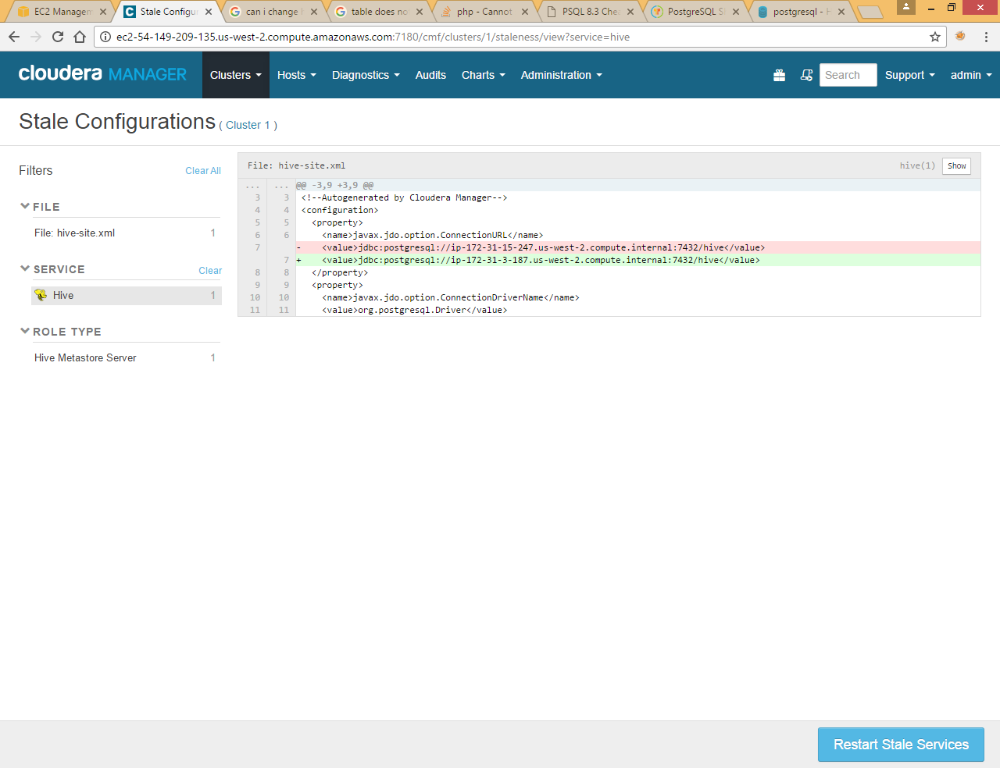 EC2 Managem
Stale Configur
can i change
table does no
php - Cannot
PSQL 8.3 Che
PostgreSQL S
postgresql - H
ec2-54-149-209-135.us-west-2.compute.amazonaws.com:7180/cmf/clusters/1/staleness/view?service=hive
cloudera MANAGER
Clusters
Hosts
Diagnostics
Audits
Charts
Administration
Search
Support
admin
Stale Configurations ( Cluster 1 )
Filters
Clear All
FILE
File: hive-site.xml 1
SERVICE
Clear
Hive 1
ROLE TYPE
Hive Metastore Server 1
File: hive-site.xml
hive(1)
Show
... ... @@ -3,9 +3,9 @@
3 3 <!--Autogenerated by Cloudera Manager-->
4 4 <configuration>
5 5 <property>
6 6 <name>javax.jdo.option.ConnectionURL</name>
7 - <value>jdbc:postgresql://ip-172-31-15-247.us-west-2.compute.internal:7432/hive</value>
7 + <value>jdbc:postgresql://ip-172-31-3-187.us-west-2.compute.internal:7432/hive</value>
8 8 </property>
9 9 <property>
10 10 <name>javax.jdo.option.ConnectionDriverName</name>
11 11 <value>org.postgresql.Driver</value>
Restart Stale Services